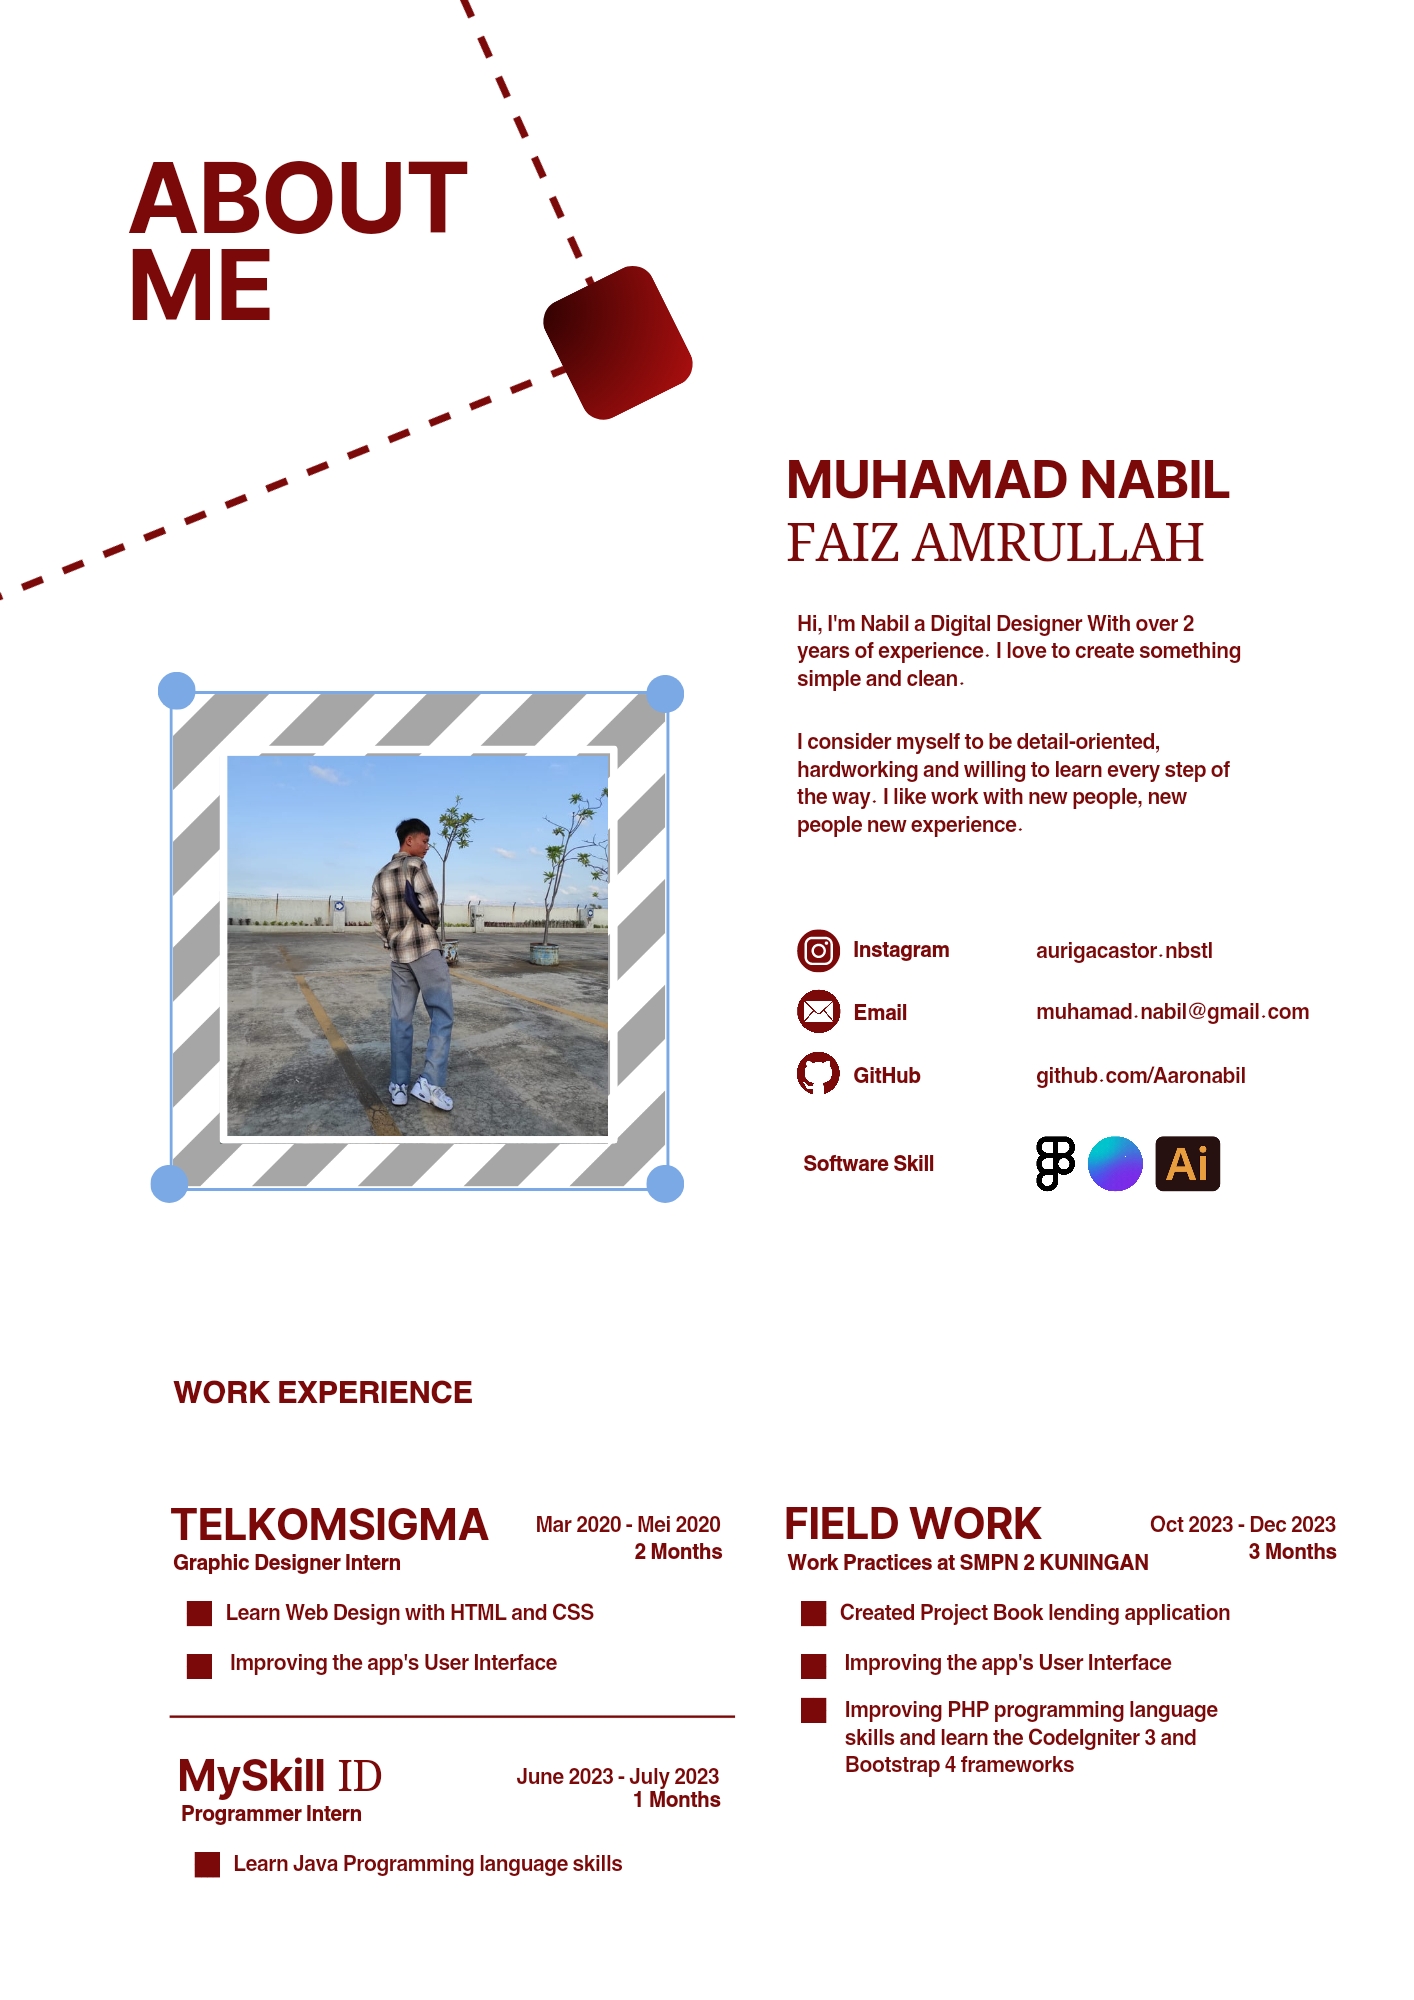 ABOUT
ME
MUHAMAD NABIL
FAIZ AMRULLAH
Hi, I'm Nabil a Digital Designer With over 2
years of experience. I love to create something
simple and clean.
I consider myself to be detail-oriented,
hardworking and willing to learn every step of
the way. I like work with new people, new
people new experience.
Instagram aurigacastor.nbstl
Email muhamad.nabil@gmail.com
GitHub github.com/Aaronabil
Software Skill Ai
WORK EXPERIENCE
TELKOMSIGMA Mar 2020 - Mei 2020
Graphic Designer Intern 2 Months
Learn Web Design with HTML and CSS
Improving the app's User Interface
MySkill ID June 2023 - July 2023
1 Months
Programmer Intern
Learn Java Programming language skills
FIELD WORK Oct 2023 - Dec 2023
Work Practices at SMPN 2 KUNINGAN 3 Months
Created Project Book lending application
Improving the app's User Interface
Improving PHP programming language
skills and learn the CodeIgniter 3 and
Bootstrap 4 frameworks